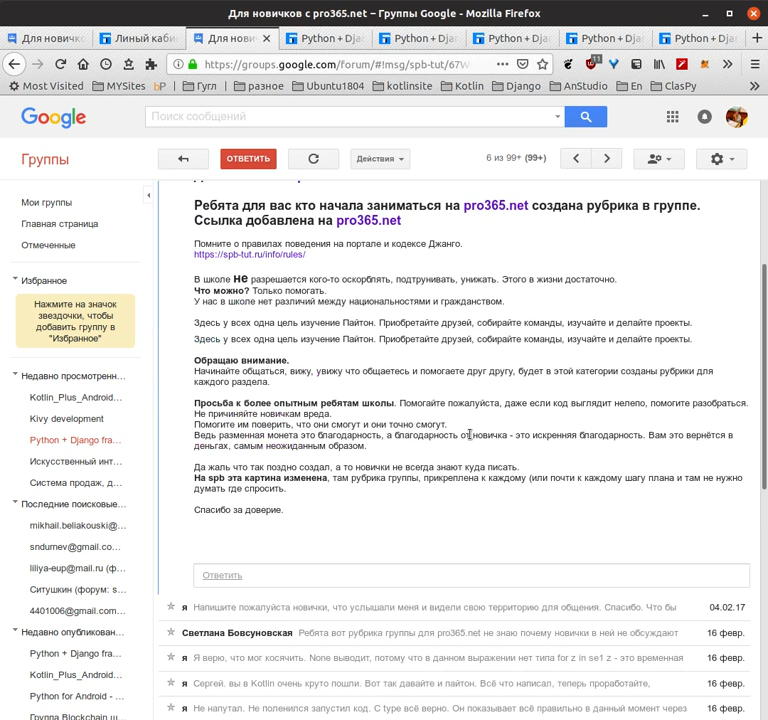 Для новичков с pro365.net – Группы Google - Mozilla Firefox
Для новичк
Линый каби
Для новичк
Python + Djan
Python + Djan
Python + Djan
Python + Djan
Python + Djan
https://groups.google.com/forum/#!msg/spb-tut/67W
11
Most Visited
MYSites
bP
Гугл
разное
Ubuntu1804
kotlinsite
Kotlin
Django
AnStudio
En
ClasPy
Google
Поиск сообщений
Группы
ОТВЕТИТЬ
Действия
6 из 99+ (99+)
Мои группы
Главная страница
Отмеченные
Избранное
Нажмите на значок
звездочки, чтобы
добавить группу в
"Избранное"
Недавно просмотренн…
Kotlin_Plus_Android…
Kivy development
Python + Django fra…
Искусственный инт…
Система продаж, д…
Последние поисковые…
mikhail.beliakouski@…
sndurnev@gmail.co…
liliya-eup@mail.ru (ф…
Ситушкин (форум: s…
4401006@gmail.com…
Недавно опубликован…
Python + Django fra…
Kotlin_Plus_Android…
Python for Android - …
Группа Blockchain ш…
Ребята для вас кто начала заниматься на pro365.net создана рубрика в группе.
Ссылка добавлена на pro365.net
Помните о правилах поведения на портале и кодексе Джанго.
https://spb-tut.ru/info/rules/
В школе не разрешается кого-то оскорблять, подтрунивать, унижать. Этого в жизни достаточно.
Что можно? Только помогать.
У нас в школе нет различий между национальностями и гражданством.
Здесь у всех одна цель изучение Пайтон. Приобретайте друзей, собирайте команды, изучайте и делайте проекты.
Здесь у всех одна цель изучение Пайтон. Приобретайте друзей, собирайте команды, изучайте и делайте проекты.
Обращаю внимание.
Начинайте общаться, вижу, увижу что общаетесь и помогаете друг другу, будет в этой категории созданы рубрики для
каждого раздела.
Просьба к более опытным ребятам школы. Помогайте пожалуйста, даже если код выглядит нелепо, помогите разобраться.
Не причиняйте новичкам вреда.
Помогите им поверить, что они смогут и они точно смогут.
Ведь разменная монета это благодарность, а благодарность от новичка - это искренняя благодарность. Вам это вернётся в
деньгах, самым неожиданным образом.
Да жаль что так поздно создал, а то новички не всегда знают куда писать.
На spb эта картина изменена, там рубрика группы, прикреплена к каждому (или почти к каждому шагу плана и там не нужно
думать где спросить.
Спасибо за доверие.
Ответить
я Напишите пожалуйста новички, что услышали меня и видели свою территорию для общения. Спасибо. Что бы 04.02.17
Светлана Бовсуновская Ребята вот рубрика группы для pro365.net не знаю почему новички в ней не обсуждают 16 февр.
я Я верю, что мог косячить. None выводит, потому что в данном выражении нет типа for z in se1 z - это временная 16 февр.
я Сергей. вы в Kotlin очень круто пошли. Вот так давайте и пайтон. Всё что написал, теперь проработайте, 16 февр.
я Не напутал. Не поленился запустил код. С type всё верно. Он показывает всё правильно в данный момент через 16 февр.